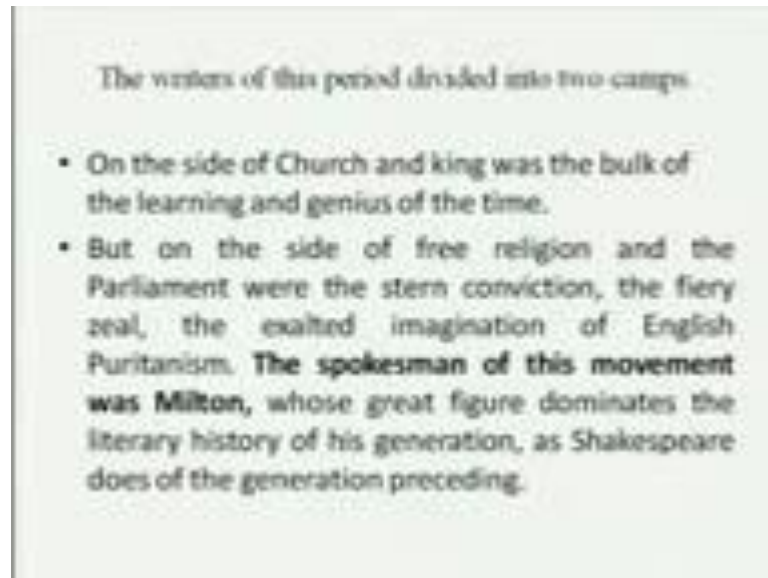 The writers of this period divided into two camps
• On the side of Church and king was the bulk of
the learning and genius of the time.
• But on the side of free religion and the
Parliament were the stern conviction, the fiery
zeal, the exalted imagination of English
Puritanism. The spokesman of this movement
was Milton, whose great figure dominates the
literary history of his generation, as Shakespeare
does of the generation preceding.